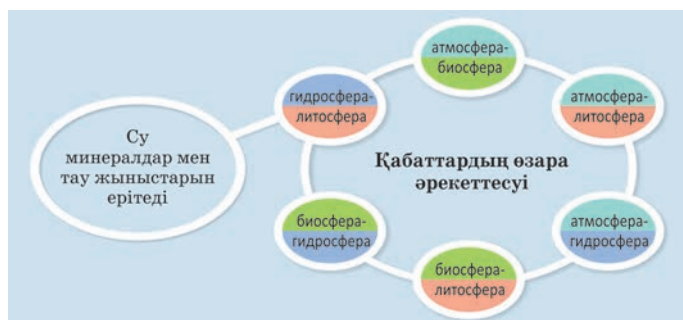 Су
минералдар мен
тау жыныстарын
ерітеді
гидросфера-
литосфера
атмосфера-
биосфера
атмосфера-
литосфера
Қабаттардың өзара
әрекеттесуі
биосфера-
гидросфера
биосфера-
литосфера
атмосфера-
гидросфера